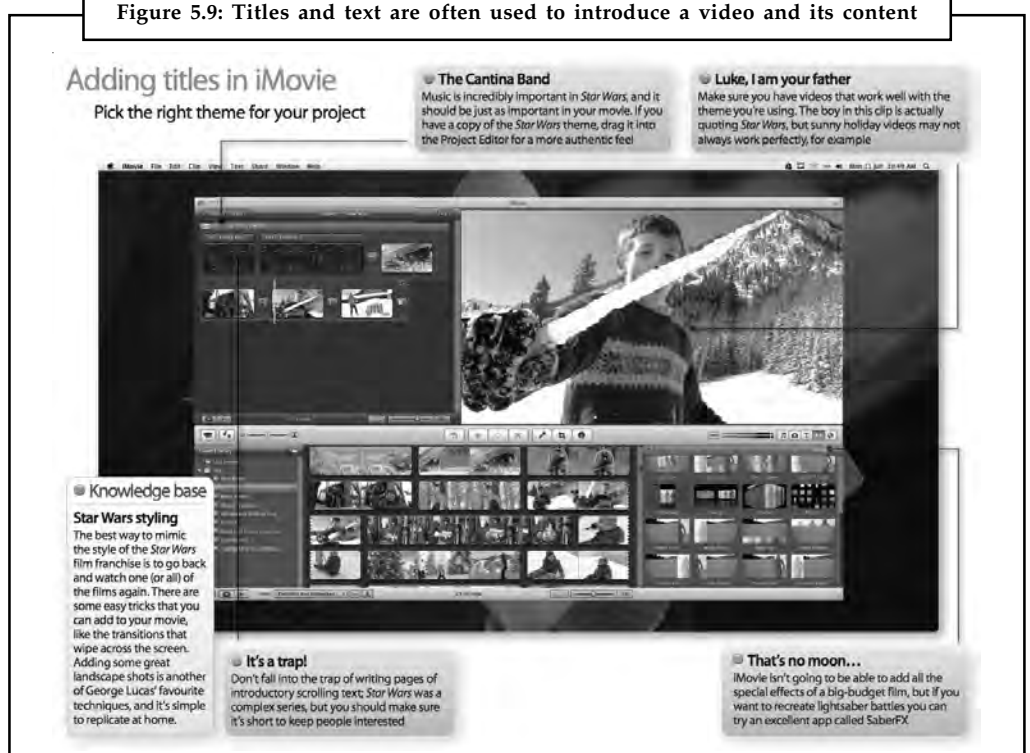 Figure 5.9: Titles and text are often used to introduce a video and its content
Adding titles in iMovie
Pick the right theme for your project
The Cantina Band
Music is incredibly important in Star Wars, and it
should be just as important in your movie. If you
have a copy of the Star Wars theme, drag it into
the Project Editor for a more authentic feel
Luke, I am your father
Make sure you have videos that work well with the
theme you're using. The boy in this clip is actually
quoting Star Wars, but sunny holiday videos may not
always work perfectly, for example
iMovie File Edit Clip View Text Share Window Help
Knowledge base
Star Wars styling
The best way to mimic
the style of the Star Wars
film franchise is to go back
and watch one (or all) of
the films again. There are
some easy tricks that you
can add to your movie,
like the transitions that
wipe across the screen.
Adding some great
landscape shots is another
of George Lucas' favourite
techniques, and it's simple
to replicate at home.
It's a trap!
Don't fall into the trap of writing pages of
introductory scrolling text; Star Wars was a
complex series, but you should make sure
it's short to keep people interested
That's no moon...
iMovie isn't going to be able to add all the
special effects of a big-budget film, but if you
want to recreate lightsaber battles you can
try an excellent app called SaberFX